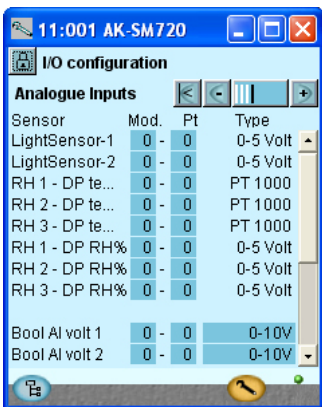 11:001 AK-SM720
I/O configuration
Analogue Inputs
Sensor Mod. Pt Type
LightSensor-1 0 - 0 0-5 Volt
LightSensor-2 0 - 0 0-5 Volt
RH 1 - DP te... 0 - 0 PT 1000
RH 2 - DP te... 0 - 0 PT 1000
RH 3 - DP te... 0 - 0 PT 1000
RH 1 - DP RH% 0 - 0 0-5 Volt
RH 2 - DP RH% 0 - 0 0-5 Volt
RH 3 - DP RH% 0 - 0 0-5 Volt
Bool AI volt 1 0 - 0 0-10V
Bool AI volt 2 0 - 0 0-10V